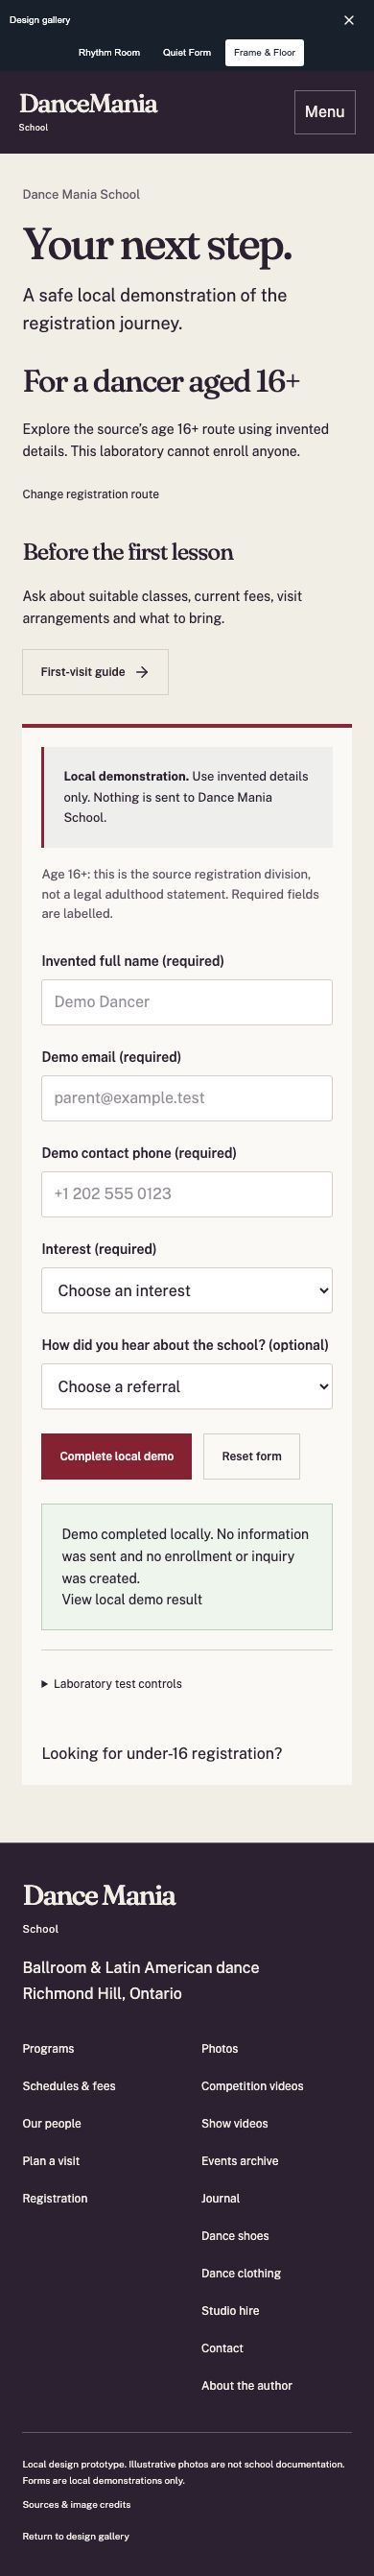 Design gallery
Rhythm Room
Quiet Form
Frame & Floor
DanceMania
School
Menu
Dance Mania School
Your next step.
A safe local demonstration of the
registration journey.
For a dancer aged 16+
Explore the source's age 16+ route using invented
details. This laboratory cannot enroll anyone.
Change registration route
Before the first lesson
Ask about suitable classes, current fees, visit
arrangements and what to bring.
First-visit guide
Local demonstration. Use invented details
only. Nothing is sent to Dance Mania
School.
Age 16+: this is the source registration division,
not a legal adulthood statement. Required fields
are labelled.
Invented full name (required)
Demo Dancer
Demo email (required)
parent@example.test
Demo contact phone (required)
+1 202 555 0123
Interest (required)
Choose an interest
How did you hear about the school? (optional)
Choose a referral
Complete local demo
Reset form
Demo completed locally. No information
was sent and no enrollment or inquiry
was created.
View local demo result
Laboratory test controls
Looking for under-16 registration?
Dance Mania
School
Ballroom & Latin American dance
Richmond Hill, Ontario
Programs
Schedules & fees
Our people
Plan a visit
Registration
Photos
Competition videos
Show videos
Events archive
Journal
Dance shoes
Dance clothing
Studio hire
Contact
About the author
Local design prototype. Illustrative photos are not school documentation.
Forms are local demonstrations only.
Sources & image credits
Return to design gallery